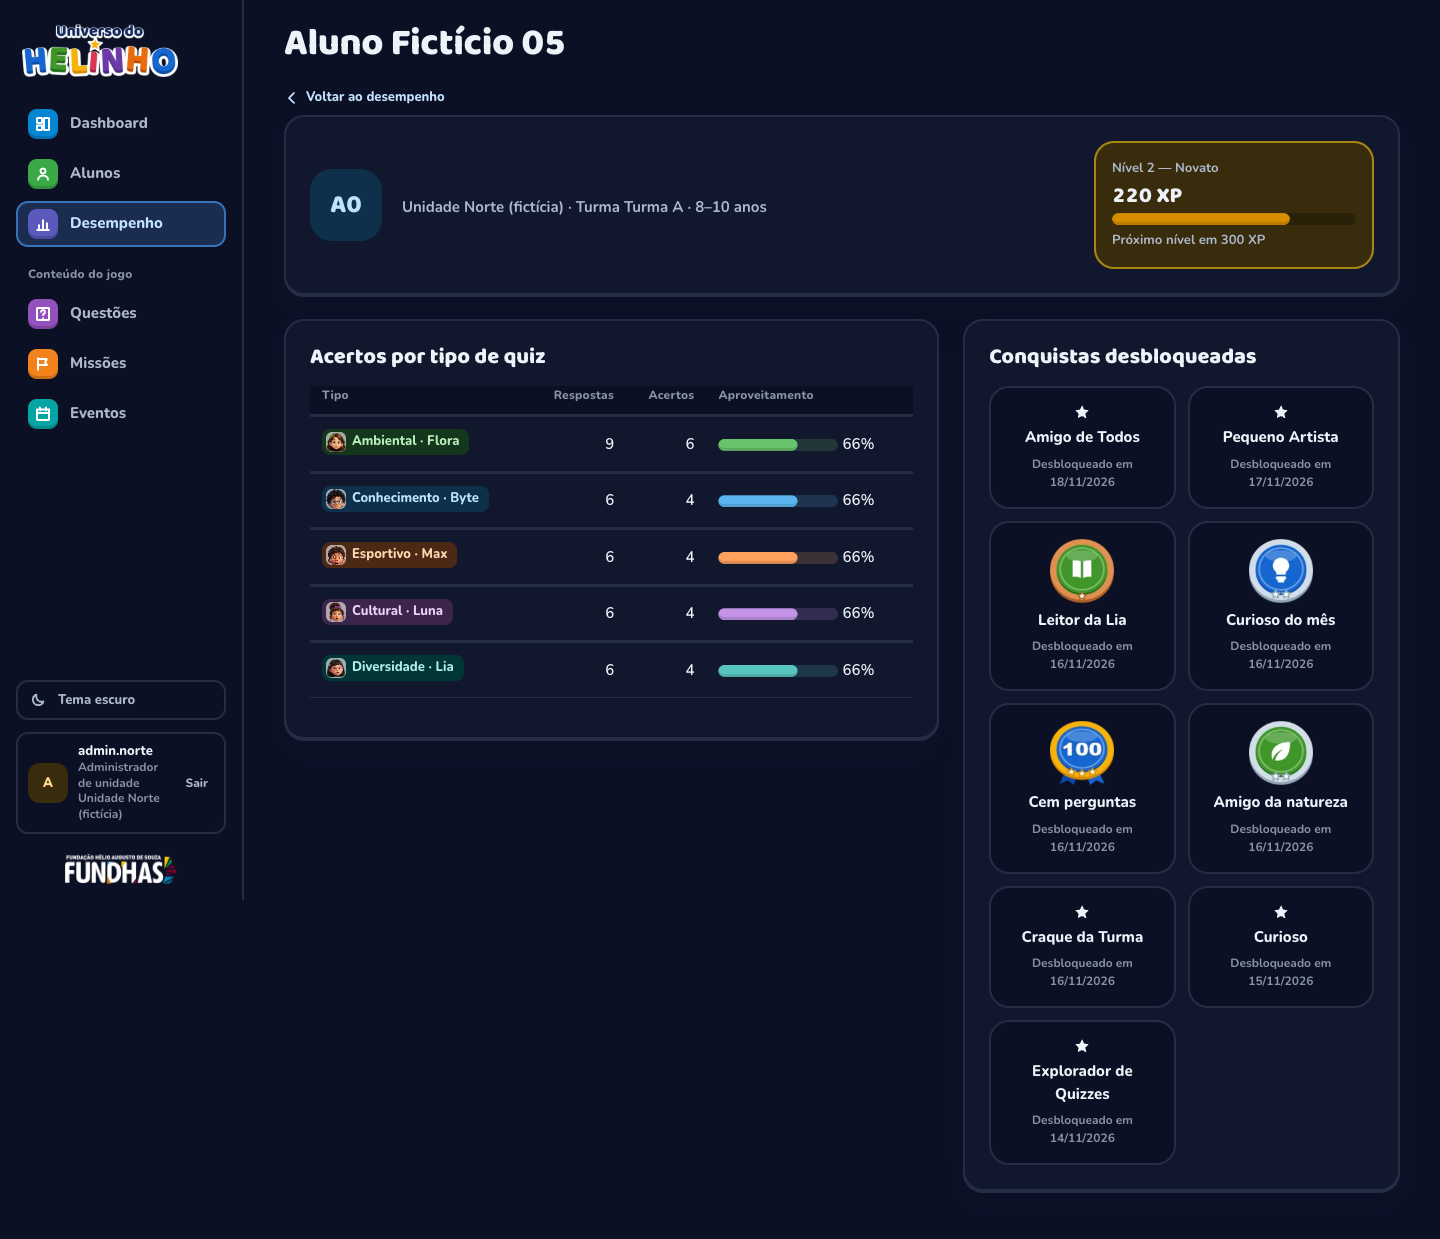 Universo do
HELINHO
Dashboard
Alunos
Desempenho
Conteúdo do jogo
Questões
Missões
Eventos
Tema escuro
A
admin.norte
Administrador
de unidade
Unidade Norte
(fictícia)
Sair
FUNDAÇÃO HÉLIO AUGUSTO DE SOUZA
FUNDHAS
Aluno Fictício 05
Voltar ao desempenho
A0
Unidade Norte (fictícia) · Turma Turma A · 8–10 anos
Nível 2 — Novato
220 XP
Próximo nível em 300 XP
Acertos por tipo de quiz
Tipo Respostas Acertos Aproveitamento
Ambiental · Flora 9 6 66%
Conhecimento · Byte 6 4 66%
Esportivo · Max 6 4 66%
Cultural · Luna 6 4 66%
Diversidade · Lia 6 4 66%
Conquistas desbloqueadas
Amigo de Todos
Desbloqueado em
18/11/2026
Pequeno Artista
Desbloqueado em
17/11/2026
Leitor da Lia
Desbloqueado em
16/11/2026
Curioso do mês
Desbloqueado em
16/11/2026
100
Cem perguntas
Desbloqueado em
16/11/2026
Amigo da natureza
Desbloqueado em
16/11/2026
Craque da Turma
Desbloqueado em
16/11/2026
Curioso
Desbloqueado em
15/11/2026
Explorador de
Quizzes
Desbloqueado em
14/11/2026